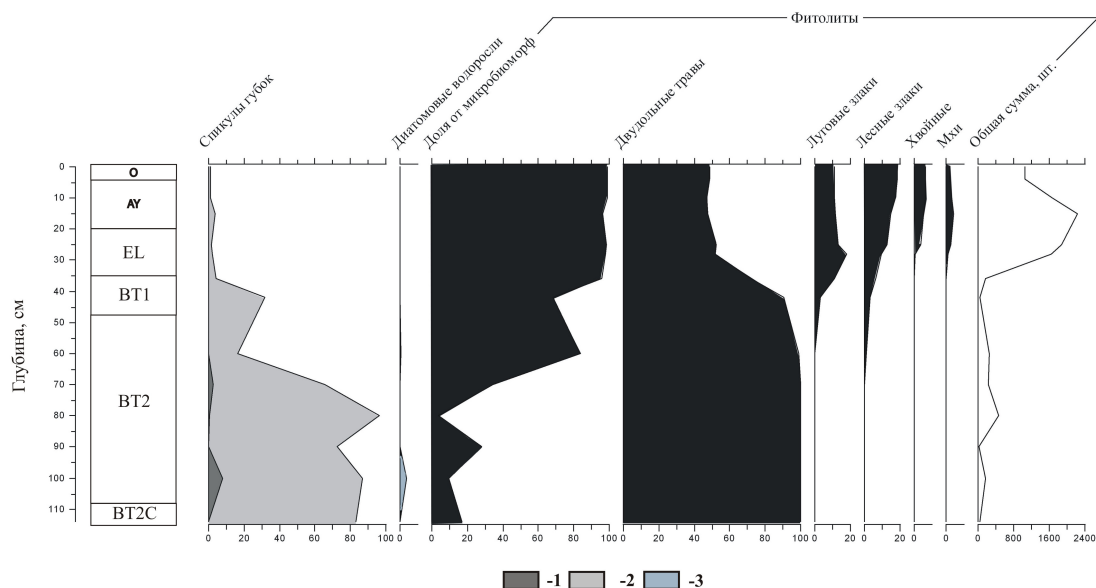 Фитолиты
Спикулы губок
Диатомовые водоросли
Доля от микробиоморф
Двудольные травы
Луговые злаки
Лесные злаки
Хвойные
Мхи
Общая сумма, шт.
Глубина, см
0
10
20
30
40
50
60
70
80
90
100
110
O
AY
EL
BT1
BT2
BT2C
0 20 40 60 80 100 0 0 20 40 60 80 100 0 20 40 60 80 100 0 20 0 20 0 0 0 800 1600 2400
-1 -2 -3